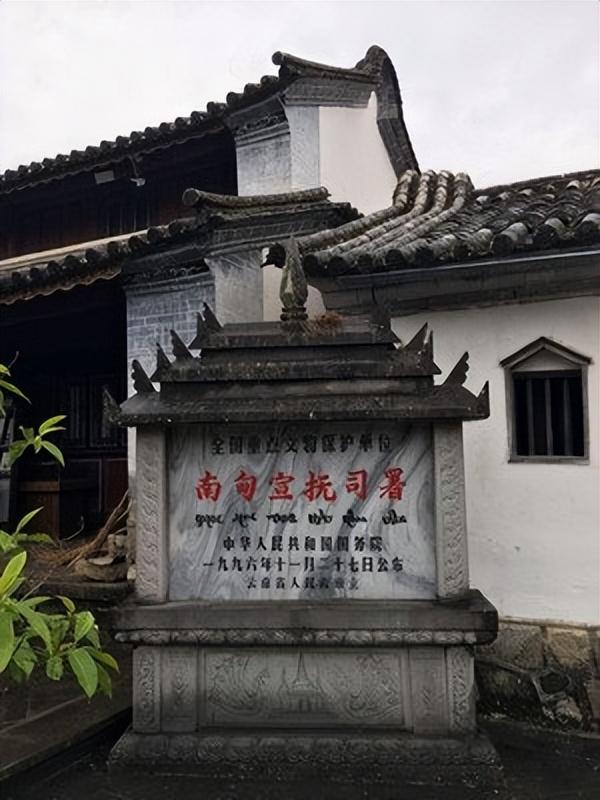 全国重点文物保护单位
南甸宣抚司署
中华人民共和国国务院
一九九六年十一月二十七日公布
云南省人民政府立